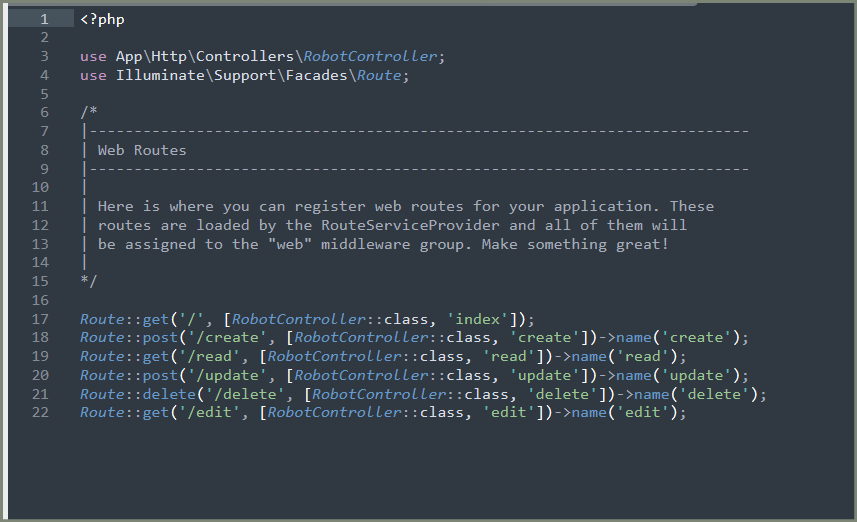 1 <?php
2
3 use App\Http\Controllers\RobotController;
4 use Illuminate\Support\Facades\Route;
5
6 /*
7 |--------------------------------------------------------------------------
8 | Web Routes
9 |--------------------------------------------------------------------------
10 |
11 | Here is where you can register web routes for your application. These
12 | routes are loaded by the RouteServiceProvider and all of them will
13 | be assigned to the "web" middleware group. Make something great!
14 |
15 */
16
17 Route::get('/', [RobotController::class, 'index']);
18 Route::post('/create', [RobotController::class, 'create'])->name('create');
19 Route::get('/read', [RobotController::class, 'read'])->name('read');
20 Route::post('/update', [RobotController::class, 'update'])->name('update');
21 Route::delete('/delete', [RobotController::class, 'delete'])->name('delete');
22 Route::get('/edit', [RobotController::class, 'edit'])->name('edit');